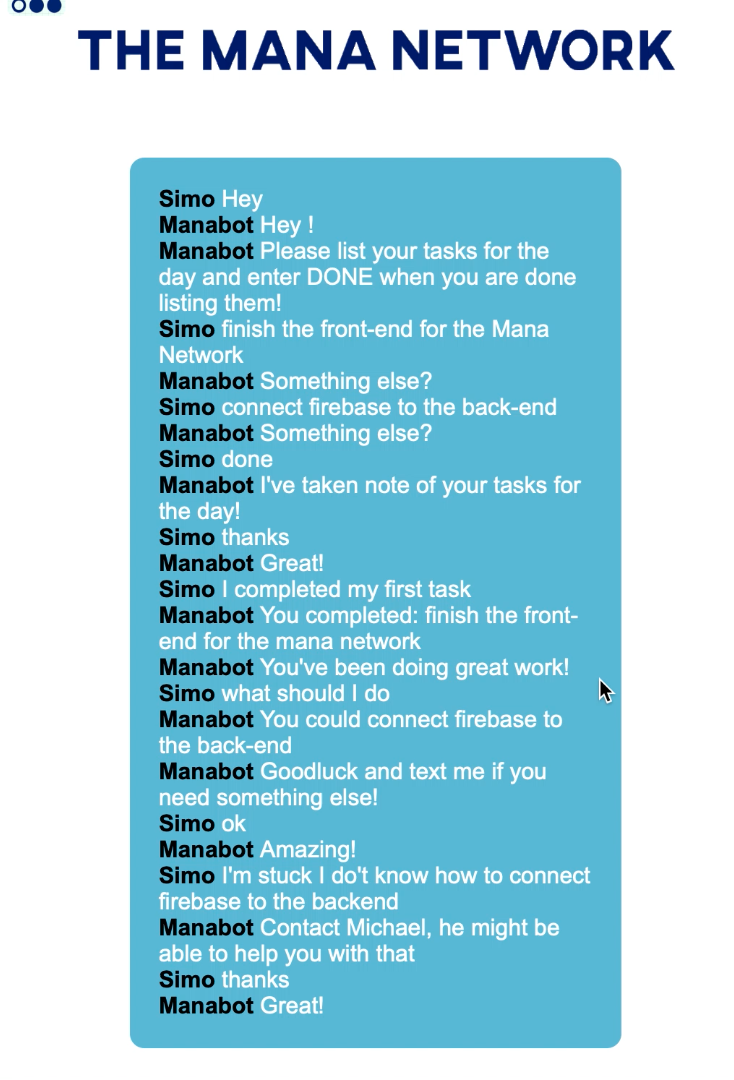 THE MANA NETWORK
Simo Hey
Manabot Hey !
Manabot Please list your tasks for the
day and enter DONE when you are done
listing them!
Simo finish the front-end for the Mana
Network
Manabot Something else?
Simo connect firebase to the back-end
Manabot Something else?
Simo done
Manabot I've taken note of your tasks for
the day!
Simo thanks
Manabot Great!
Simo I completed my first task
Manabot You completed: finish the front-
end for the mana network
Manabot You've been doing great work!
Simo what should I do
Manabot You could connect firebase to
the back-end
Manabot Goodluck and text me if you
need something else!
Simo ok
Manabot Amazing!
Simo I'm stuck I do't know how to connect
firebase to the backend
Manabot Contact Michael, he might be
able to help you with that
Simo thanks
Manabot Great!